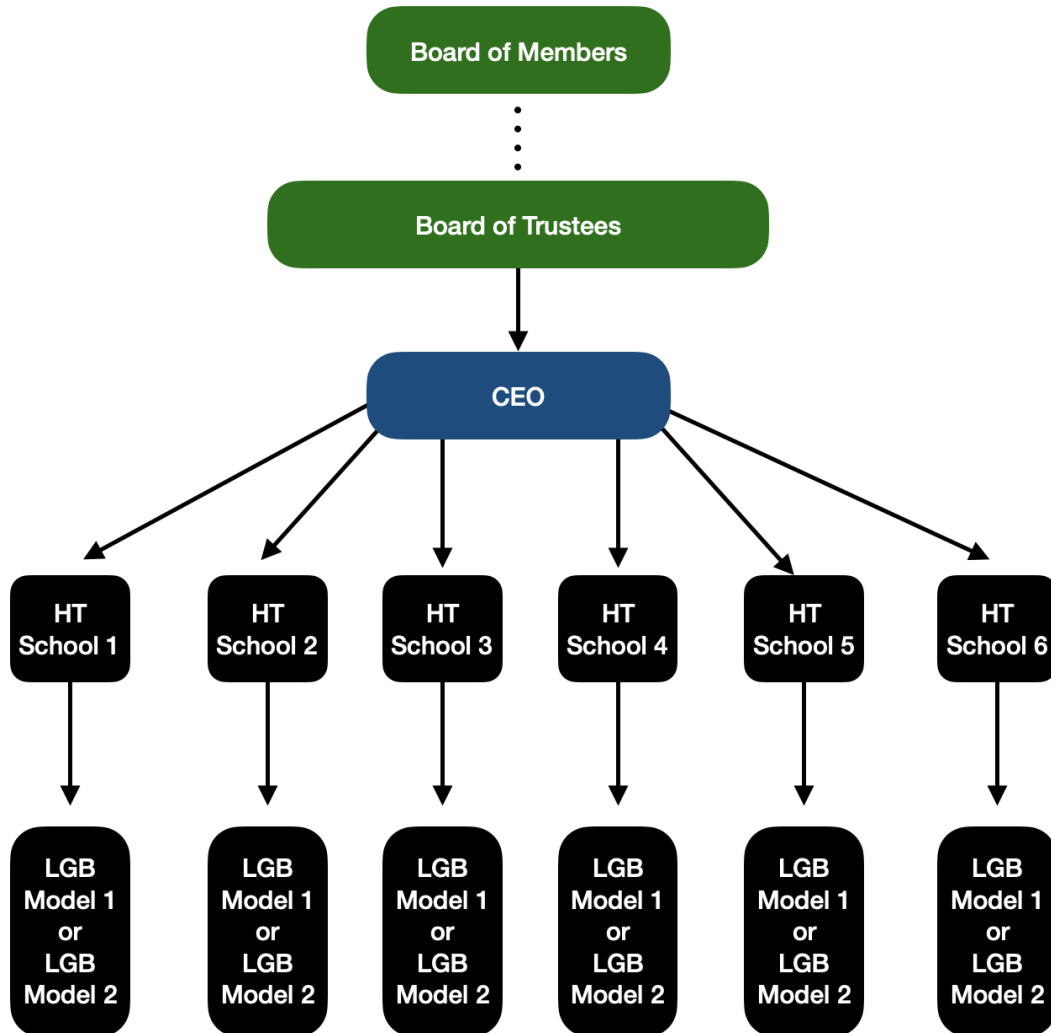 Board of Members
Board of Trustees
CEO
HT
School 1
HT
School 2
HT
School 3
HT
School 4
HT
School 5
HT
School 6
LGB
Model 1
or
LGB
Model 2
LGB
Model 1
or
LGB
Model 2
LGB
Model 1
or
LGB
Model 2
LGB
Model 1
or
LGB
Model 2
LGB
Model 1
or
LGB
Model 2
LGB
Model 1
or
LGB
Model 2